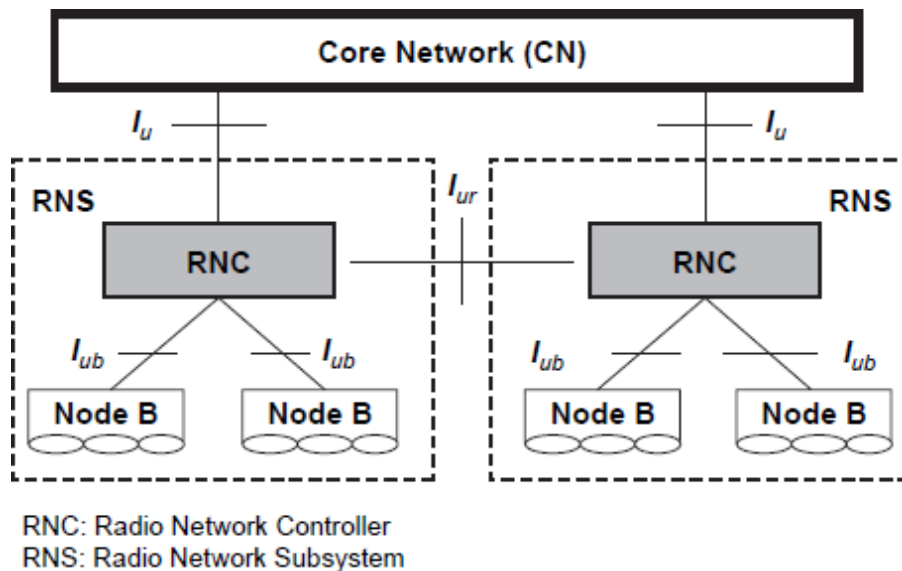 Core Network (CN)
Iu
Iu
RNS
Iur
RNS
RNC
RNC
Iub
Iub
Iub
Iub
Node B
Node B
Node B
Node B
RNC: Radio Network Controller
RNS: Radio Network Subsystem